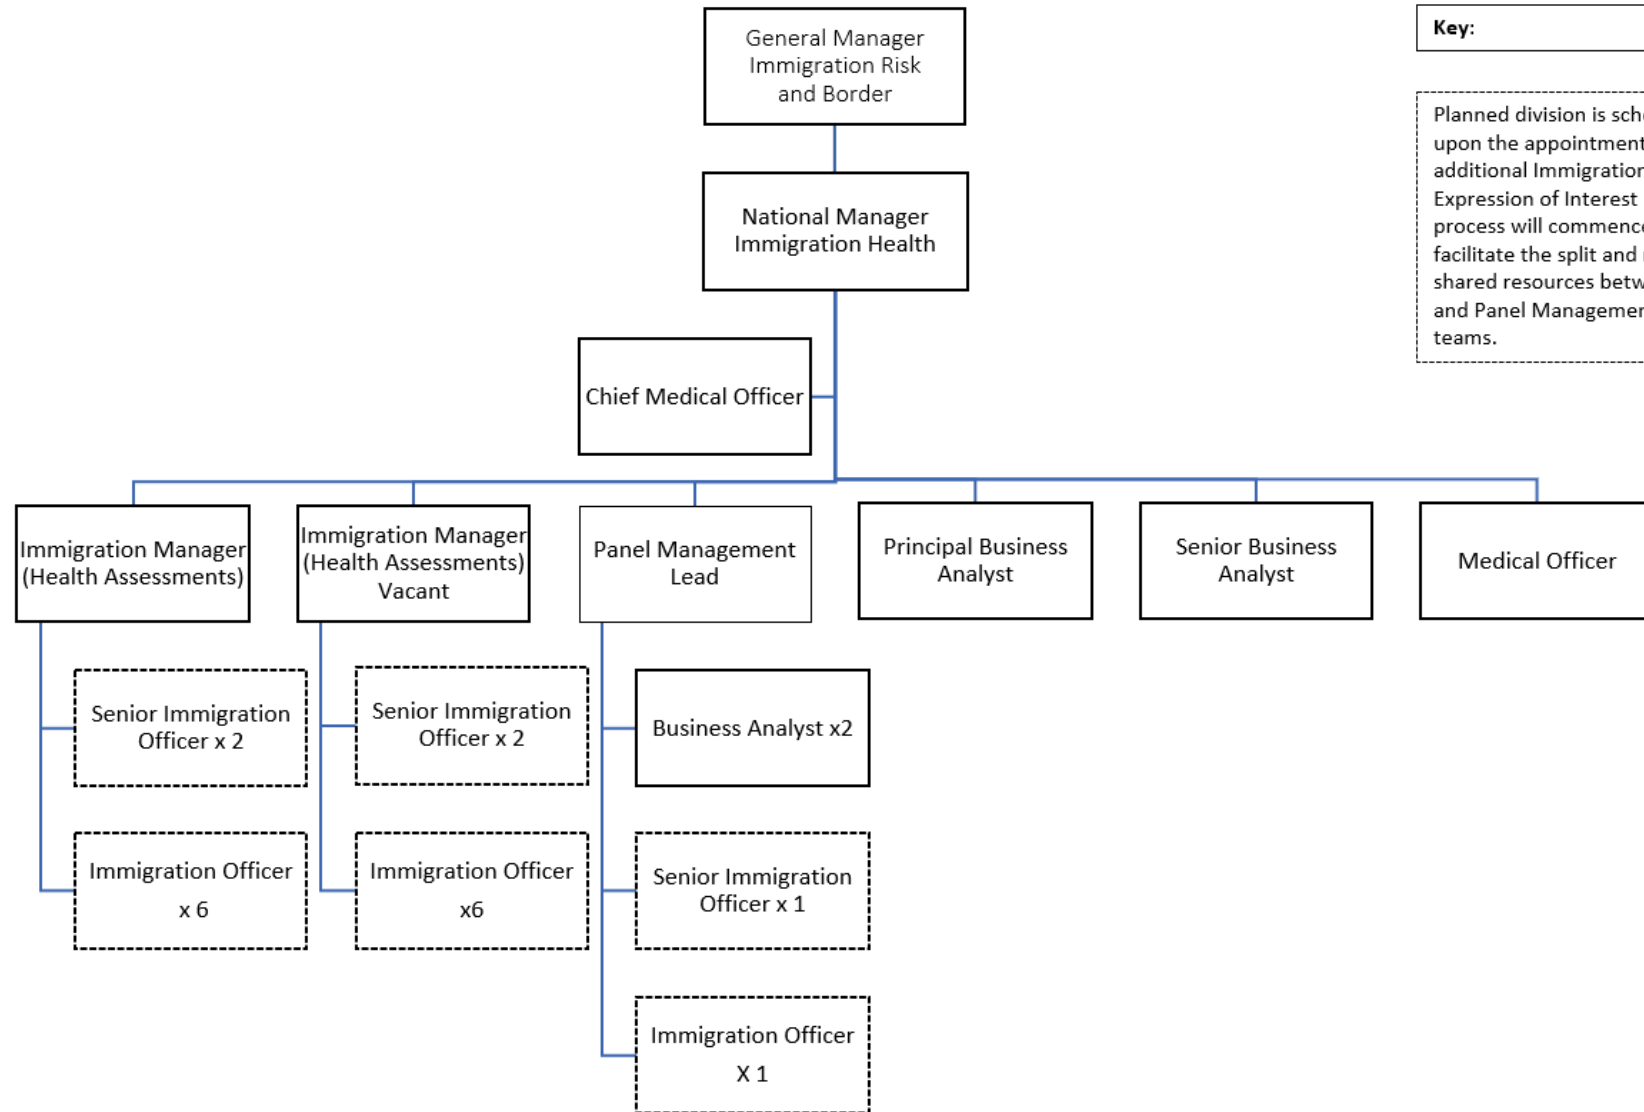 General Manager
Immigration Risk
and Border
Key:
Planned division is
upon the appointment
additional Immigration
Expression of Interest
process will commence
facilitate the split and
shared resources
and Panel Management
teams.
National Manager
Immigration Health
Chief Medical Officer
Immigration Manager
(Health Assessments)
Immigration Manager
(Health Assessments)
Vacant
Panel Management
Lead
Principal Business
Analyst
Senior Business
Analyst
Medical Officer
Senior Immigration
Officer x 2
Senior Immigration
Officer x 2
Business Analyst x2
Immigration Officer
x 6
Immigration Officer
x6
Senior Immigration
Officer x 1
Immigration Officer
X 1